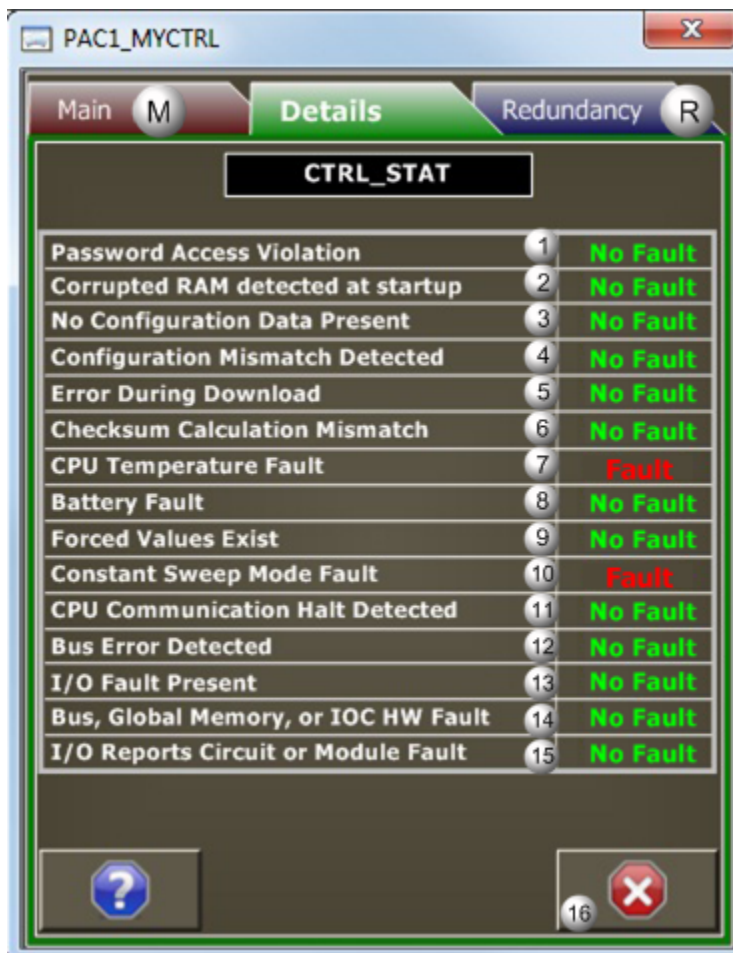 PAC1_MYCTRL
Main M Details Redundancy R
CTRL_STAT
Password Access Violation 1 No Fault
Corrupted RAM detected at startup 2 No Fault
No Configuration Data Present 3 No Fault
Configuration Mismatch Detected 4 No Fault
Error During Download 5 No Fault
Checksum Calculation Mismatch 6 No Fault
CPU Temperature Fault 7 Fault
Battery Fault 8 No Fault
Forced Values Exist 9 No Fault
Constant Sweep Mode Fault 10 Fault
CPU Communication Halt Detected 11 No Fault
Bus Error Detected 12 No Fault
I/O Fault Present 13 No Fault
Bus, Global Memory, or IOC HW Fault 14 No Fault
I/O Reports Circuit or Module Fault 15 No Fault
?
16